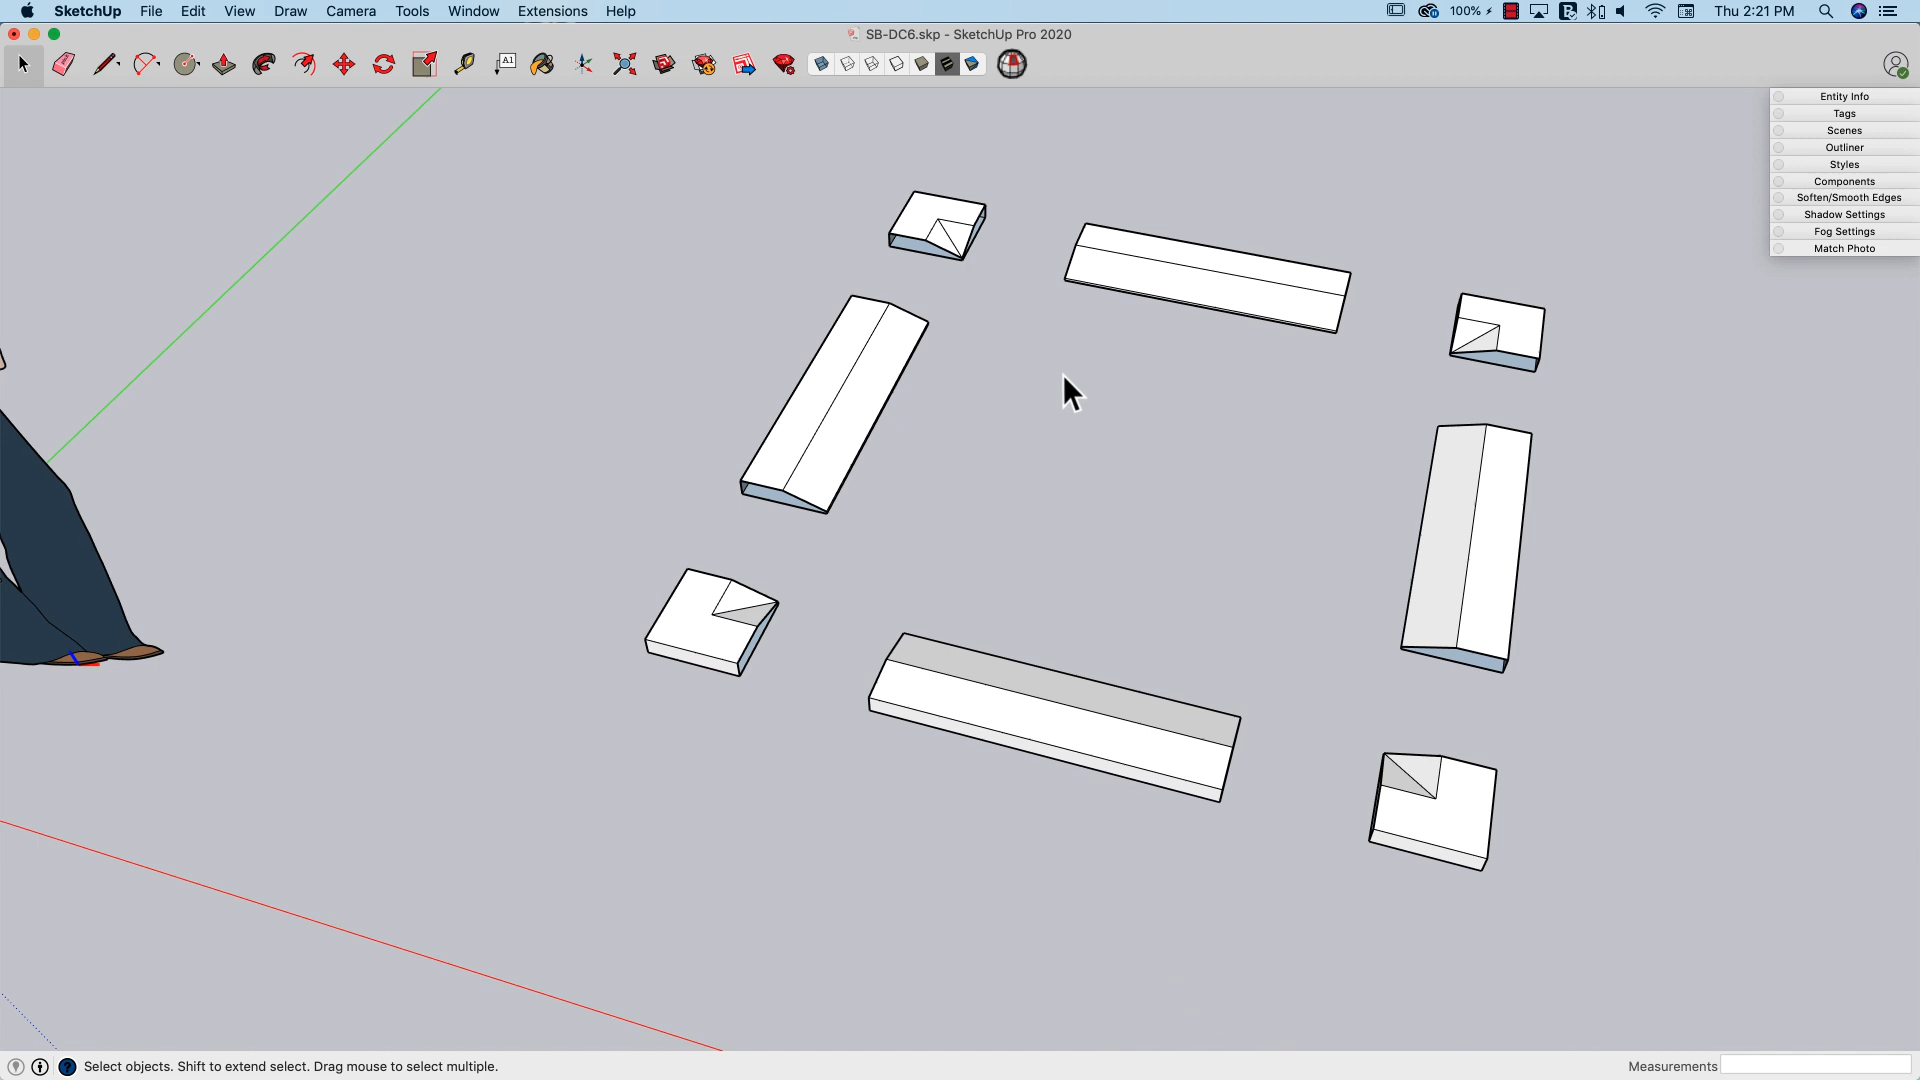 SketchUp File Edit View Draw Camera Tools Window Extensions Help 100% Thu 2:21 PM
SB-DC6.skp - SketchUp Pro 2020
A1
Entity Info
Tags
Scenes
Outliner
Styles
Components
Soften/Smooth Edges
Shadow Settings
Fog Settings
Match Photo
Select objects. Shift to extend select. Drag mouse to select multiple. Measurements